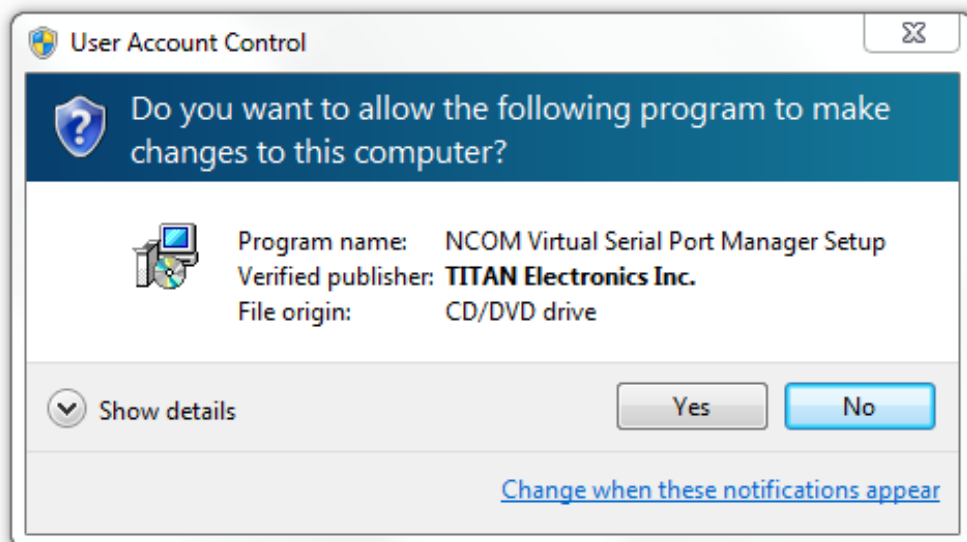 User Account Control
Do you want to allow the following program to make
changes to this computer?
Program name: NCOM Virtual Serial Port Manager Setup
Verified publisher: TITAN Electronics Inc.
File origin: CD/DVD drive
Show details
Yes
No
Change when these notifications appear